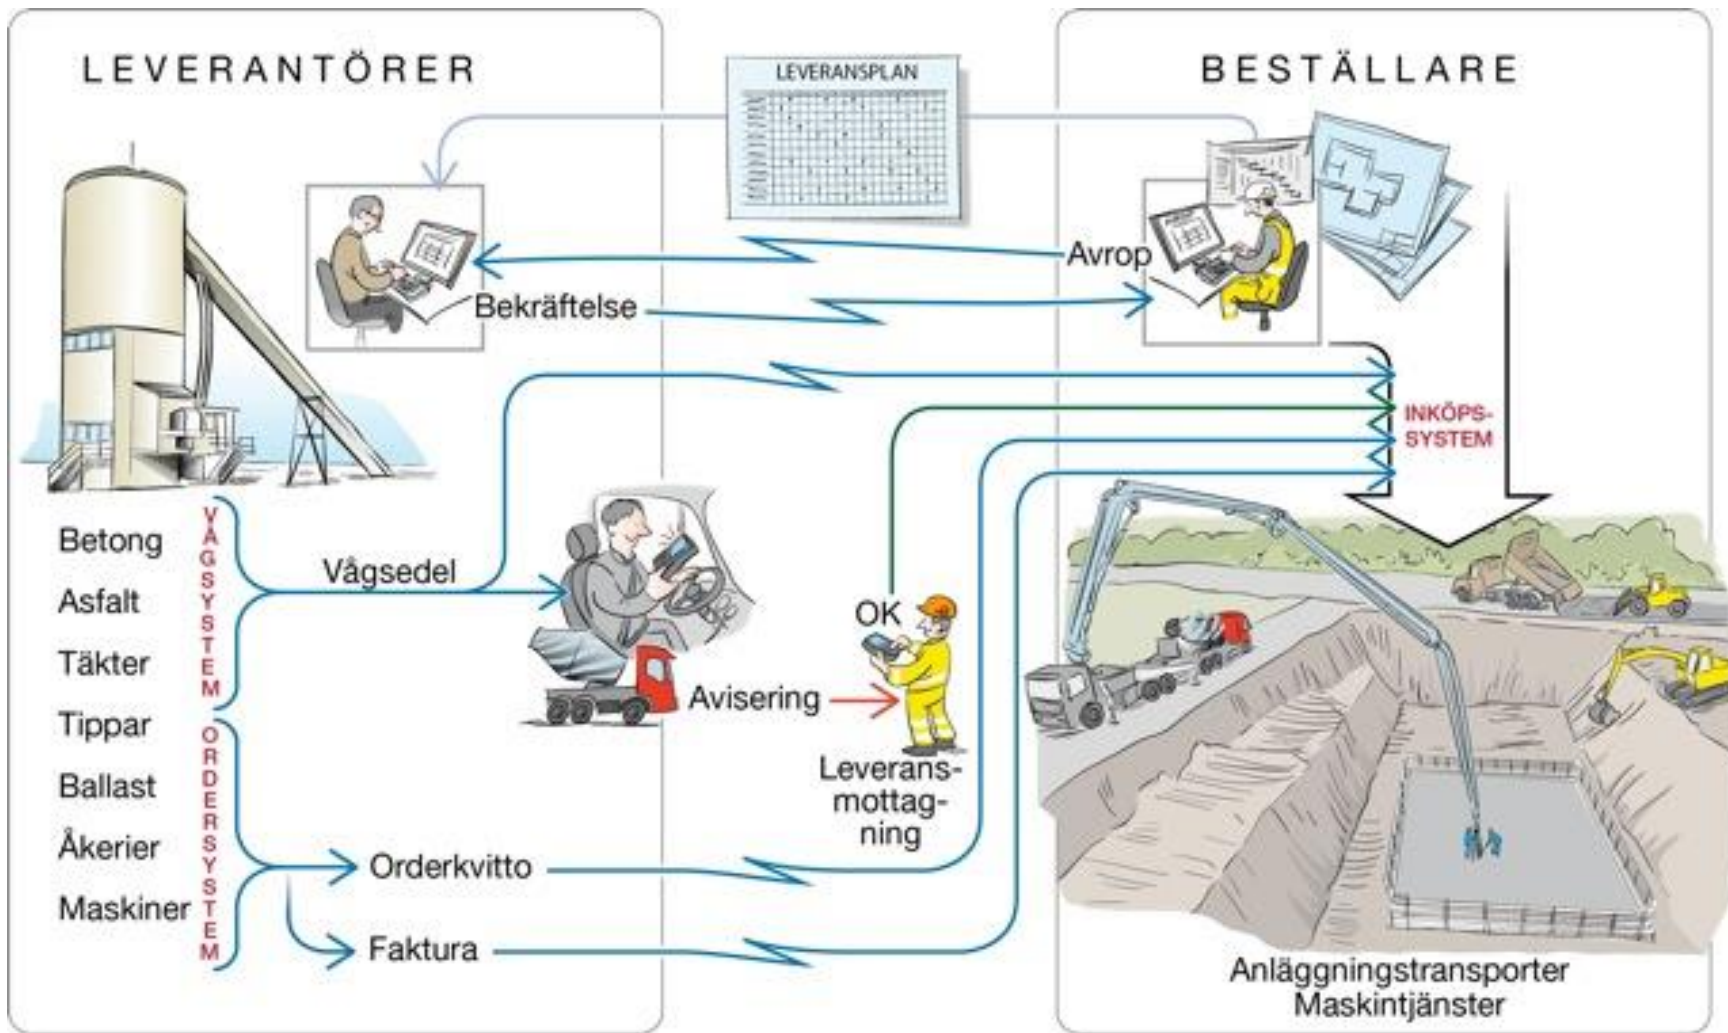 LEVERANTÖRER
LEVERANSPLAN
BESTÄLLARE
Avrop
Bekräftelse
INKÖPS-
SYSTEM
VÅGSYSTEM
Betong
Asfalt
Täkter
Tippar
Ballast
Åkerier
Maskiner
ORDERSYSTEM
Vågsedel
OK
Avisering
Leverans-
mottag-
ning
Orderkvitto
Faktura
Anläggningstransporter
Maskintjänster